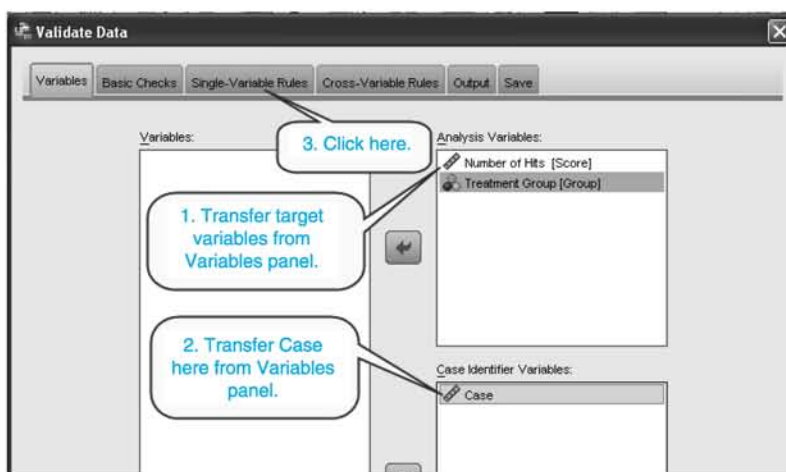 Validate Data
Variables
Basic Checks
Single-Variable Rules
Cross-Variable Rules
Output
Save
Variables:
3. Click here.
Analysis Variables:
Number of Hits [Score]
Treatment Group [Group]
1. Transfer target
variables from
Variables panel.
2. Transfer Case
here from Variables
panel.
Case Identifier Variables:
Case